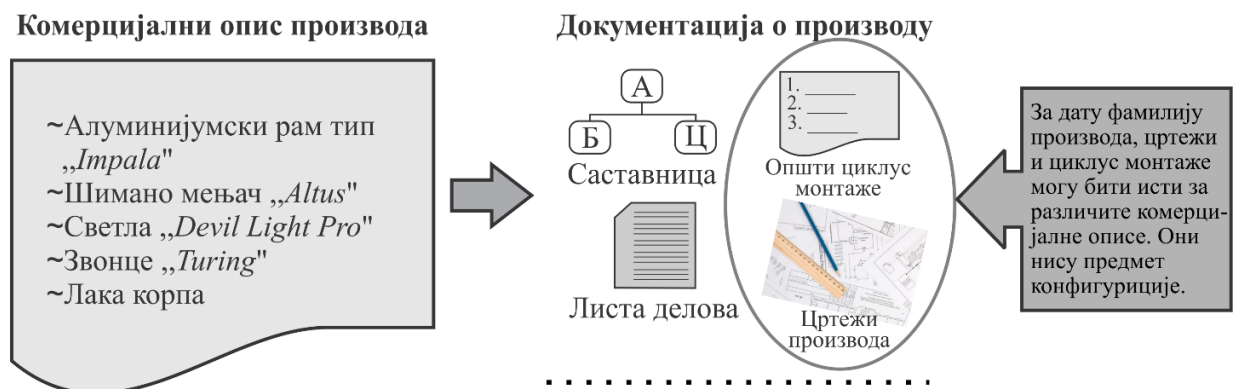 Комерцијални опис производа
~Алуминијумски рам тип
„Impala"
~Шимано мењач „Altus"
~Светла „Devil Light Pro"
~Звонце „Turing"
~Лака корпа
Документација о производу
А
Б
Ц
Саставница
Листа делова
1.
2.
3.
Општи циклус
монтаже
Цртежи
производа
За дату фамилију
производа, цртежи
и циклус монтаже
могу бити исти за
различите комерци-
јалне описе. Они
нису предмет
конфигуриције.